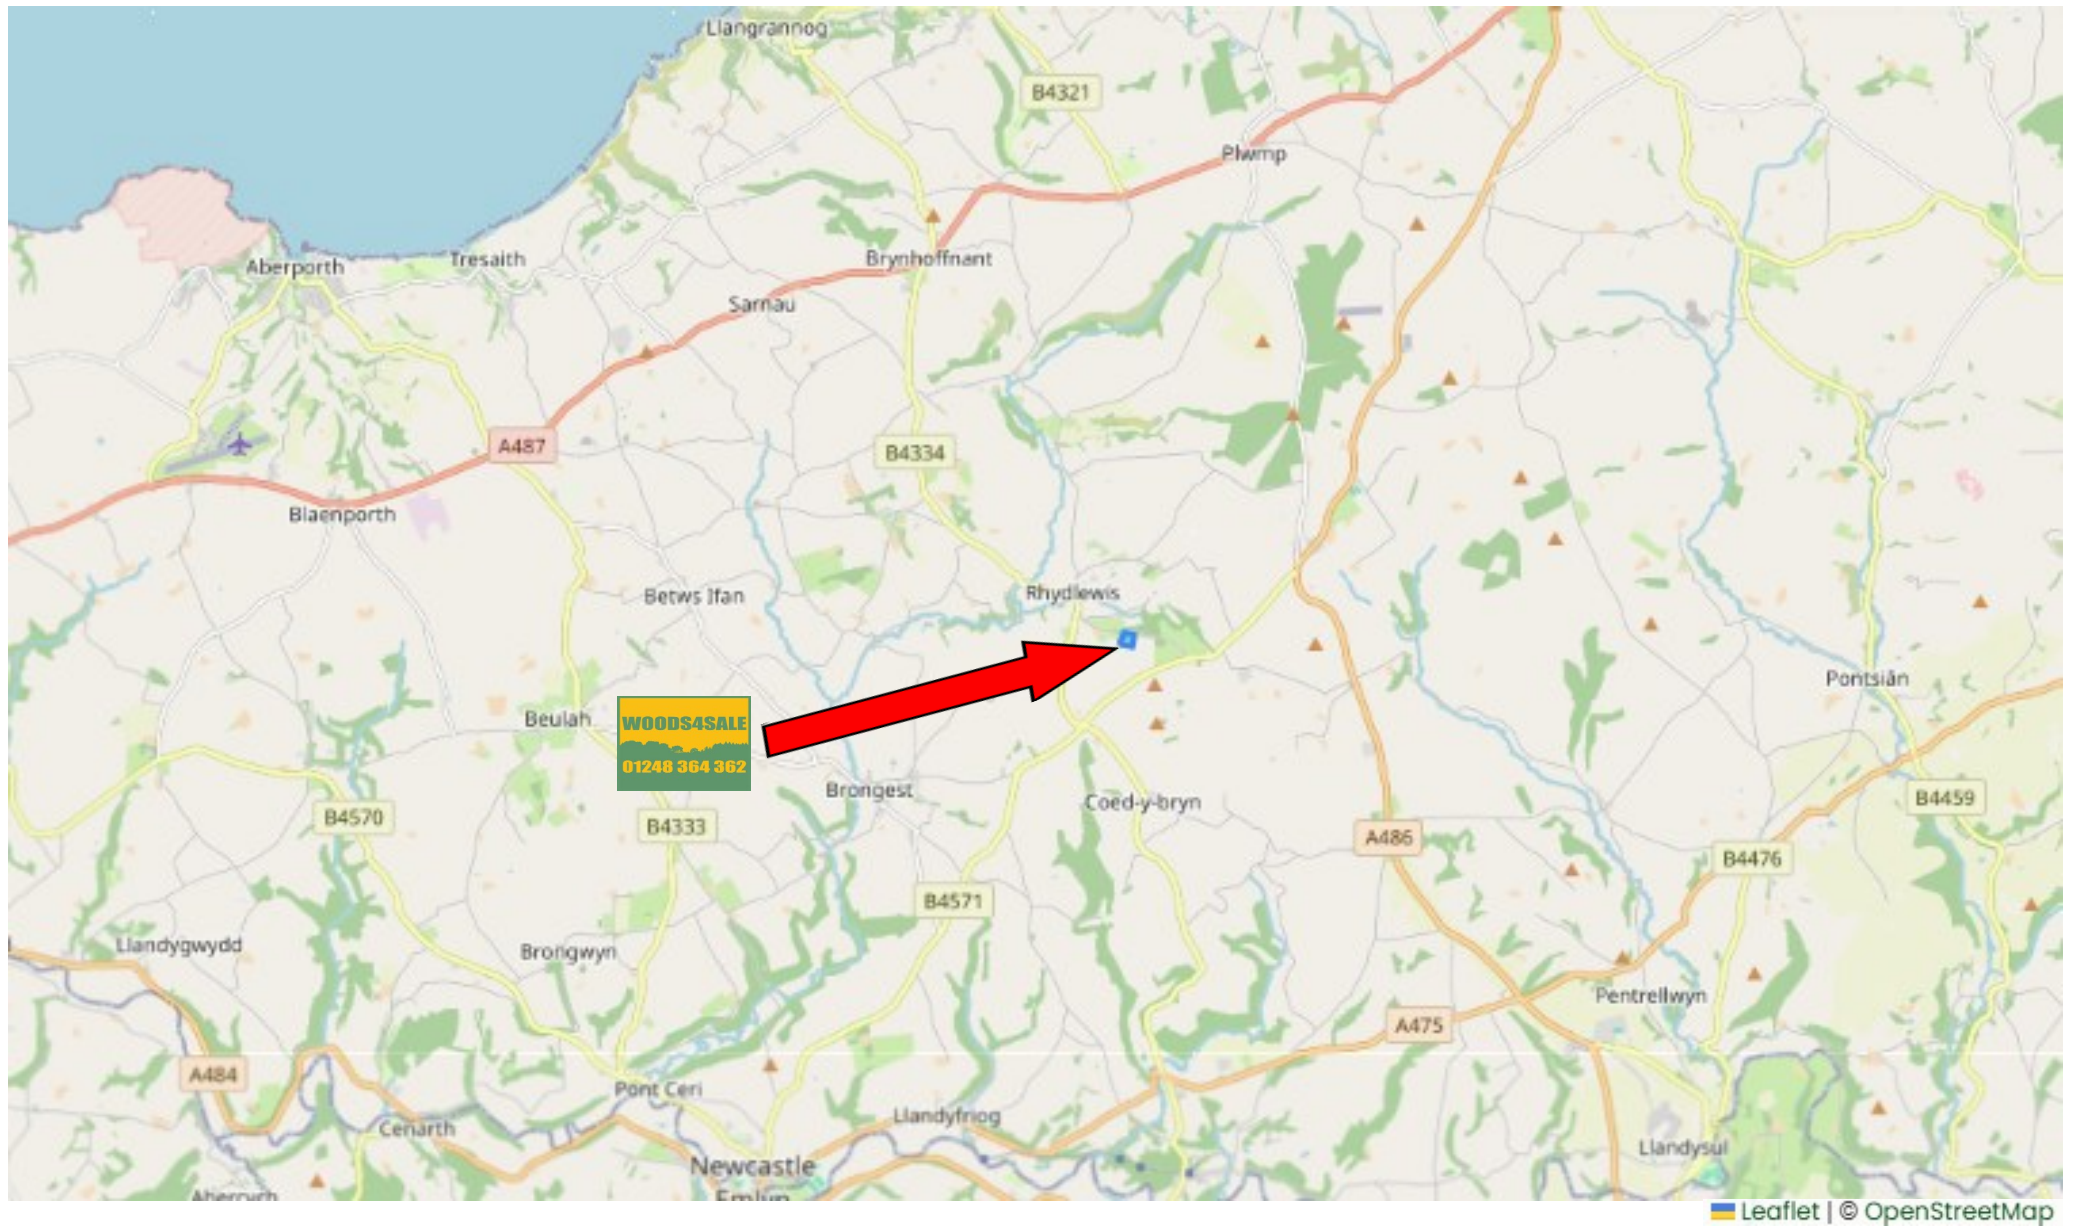 Llangrannog
B4321
Plwmp
Aberporth
Tresaith
Brynhoffnant
Sarnau
A487
B4334
Blaenporth
Betws Ifan
Rhydlewis
Pontsiân
Beulah
WOODS4SALE
01248 364 362
Brongest
Coed-y-bryn
B4570
B4333
A486
B4459
B4476
B4571
Llandygwydd
Brongwyn
Pentrellwyn
A475
A484
Pont Ceri
Cenarth
Llandyfriog
Llandysul
Newcastle
Emlyn
Abercych
Leaflet | © OpenStreetMap